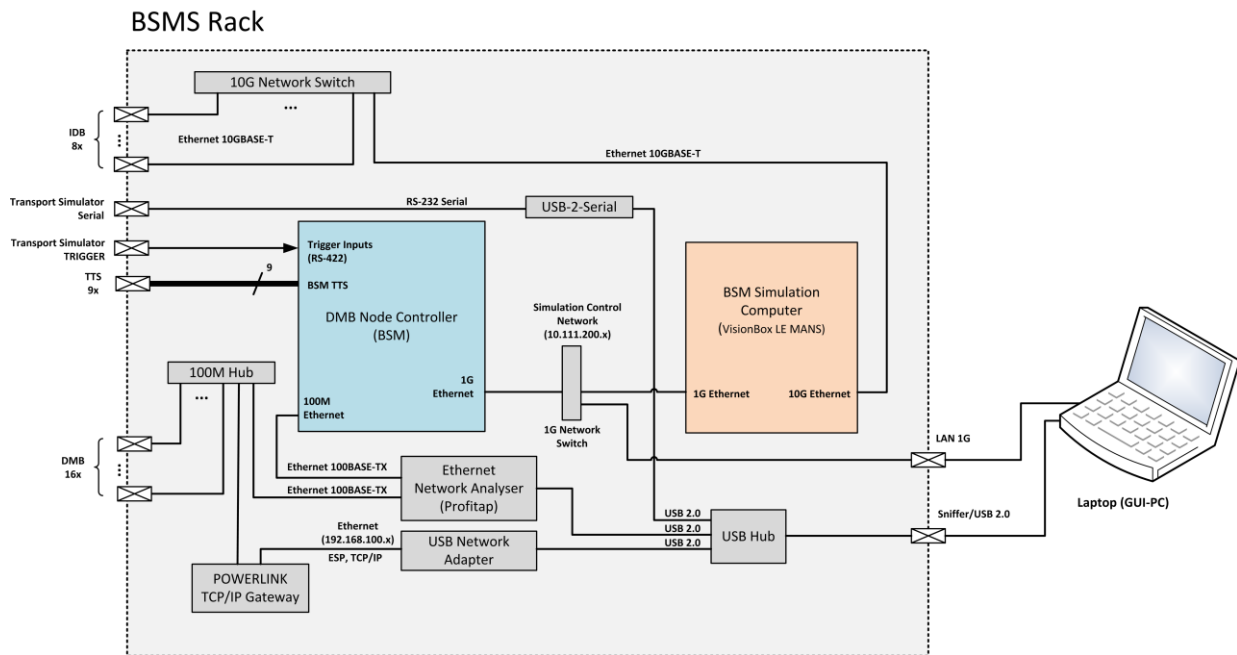 BSMS Rack
10G Network Switch
...
IDB
8x
...
Ethernet 10GBASE-T
Ethernet 10GBASE-T
Transport Simulator
Serial
RS-232 Serial
USB-2-Serial
Transport Simulator
TRIGGER
Trigger Inputs
(RS-422)
TTS
9x
9
BSM TTS
DMB Node Controller
(BSM)
Simulation Control
Network
(10.111.200.x)
BSM Simulation
Computer
(VisionBox LE MANS)
100M Hub
...
1G
Ethernet
100M
Ethernet
1G Ethernet
10G Ethernet
1G Network
Switch
LAN 1G
DMB
16x
...
Ethernet 100BASE-TX
Ethernet 100BASE-TX
Ethernet
Network Analyser
(Profitap)
Laptop (GUI-PC)
USB 2.0
USB 2.0
USB 2.0
USB Hub
Sniffer/USB 2.0
Ethernet
(192.168.100.x)
ESP, TCP/IP
USB Network
Adapter
POWERLINK
TCP/IP Gateway